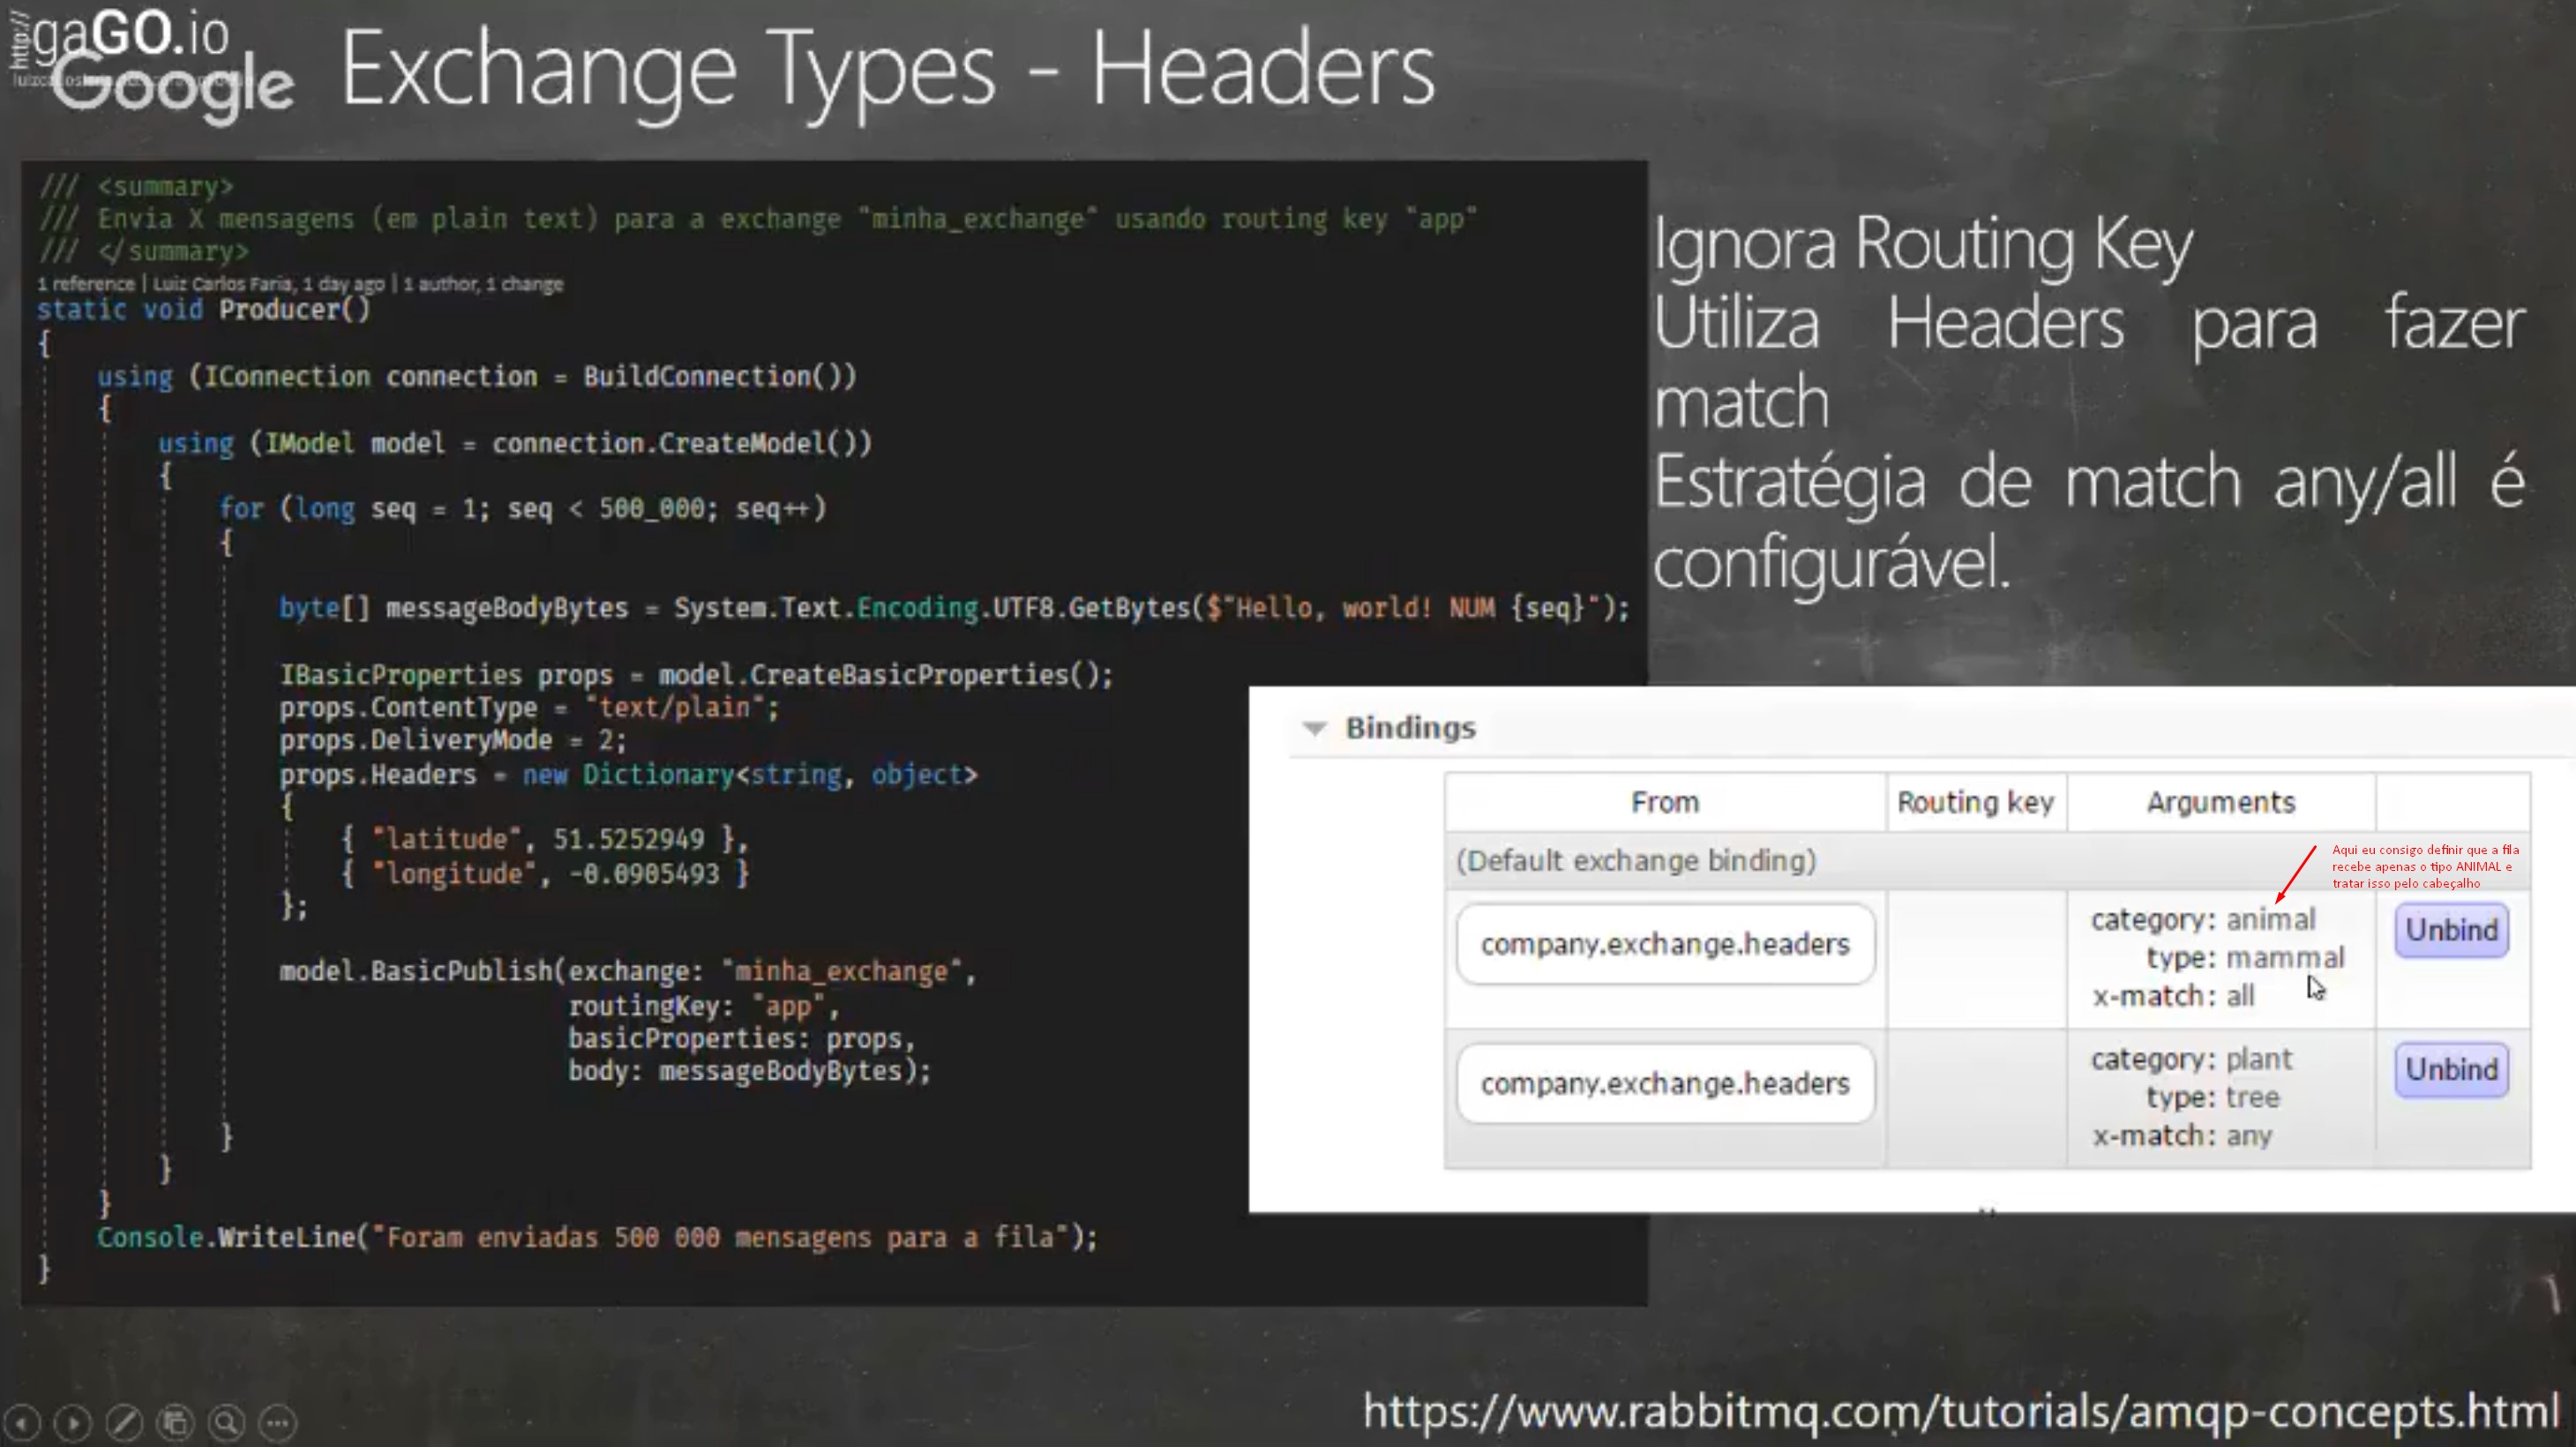 http://
gaGO.io
Google
Exchange Types - Headers
/// <summary>
/// Envia X mensagens (em plain text) para a exchange "minha_exchange" usando routing key "app"
/// </summary>
1 reference | Luiz Carlos Faria, 1 day ago | 1 author, 1 change
static void Producer()
{
using (IConnection connection = BuildConnection())
{
using (IModel model = connection.CreateModel())
{
for (long seq = 1; seq < 500_000; seq++)
{
byte[] messageBodyBytes = System.Text.Encoding.UTF8.GetBytes($"Hello, world! NUM {seq}");
IBasicProperties props = model.CreateBasicProperties();
props.ContentType = "text/plain";
props.DeliveryMode = 2;
props.Headers = new Dictionary<string, object>
{
{ "latitude", 51.5252949 },
{ "longitude", -0.0905493 }
};
model.BasicPublish(exchange: "minha_exchange",
routingKey: "app",
basicProperties: props,
body: messageBodyBytes);
}
}
}
Console.WriteLine("Foram enviadas 500 000 mensagens para a fila");
}
Ignora Routing Key
Utiliza Headers para fazer
match
Estratégia de match any/all é
configurável.
Bindings
From Routing key Arguments
(Default exchange binding)
Aqui eu consigo definir que a fila
recebe apenas o tipo ANIMAL e
tratar isso pelo cabeçalho
company.exchange.headers
category: animal
type: mammal
x-match: all
Unbind
company.exchange.headers
category: plant
type: tree
x-match: any
Unbind
https://www.rabbitmq.com/tutorials/amqp-concepts.html